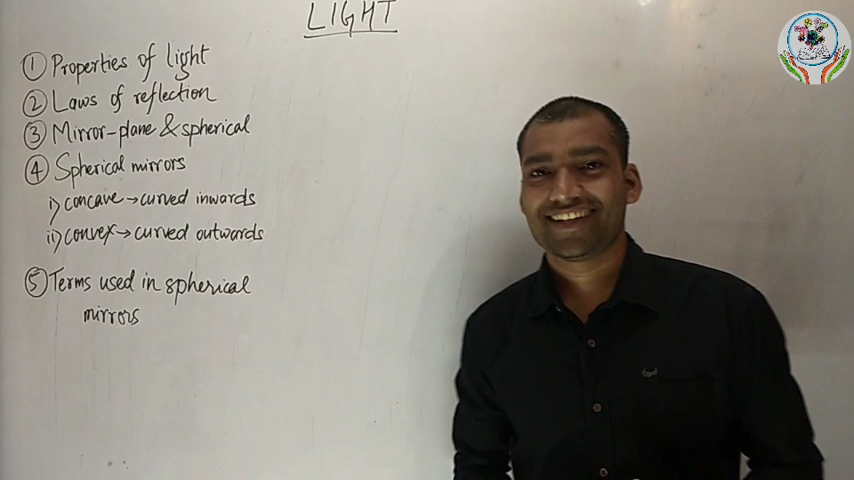 LIGHT
① Properties of light
② Laws of reflection
③ Mirror-plane & spherical
④ Spherical mirrors
i) concave → curved inwards
ii) convex → curved outwards
⑤ Terms used in spherical
mirrors